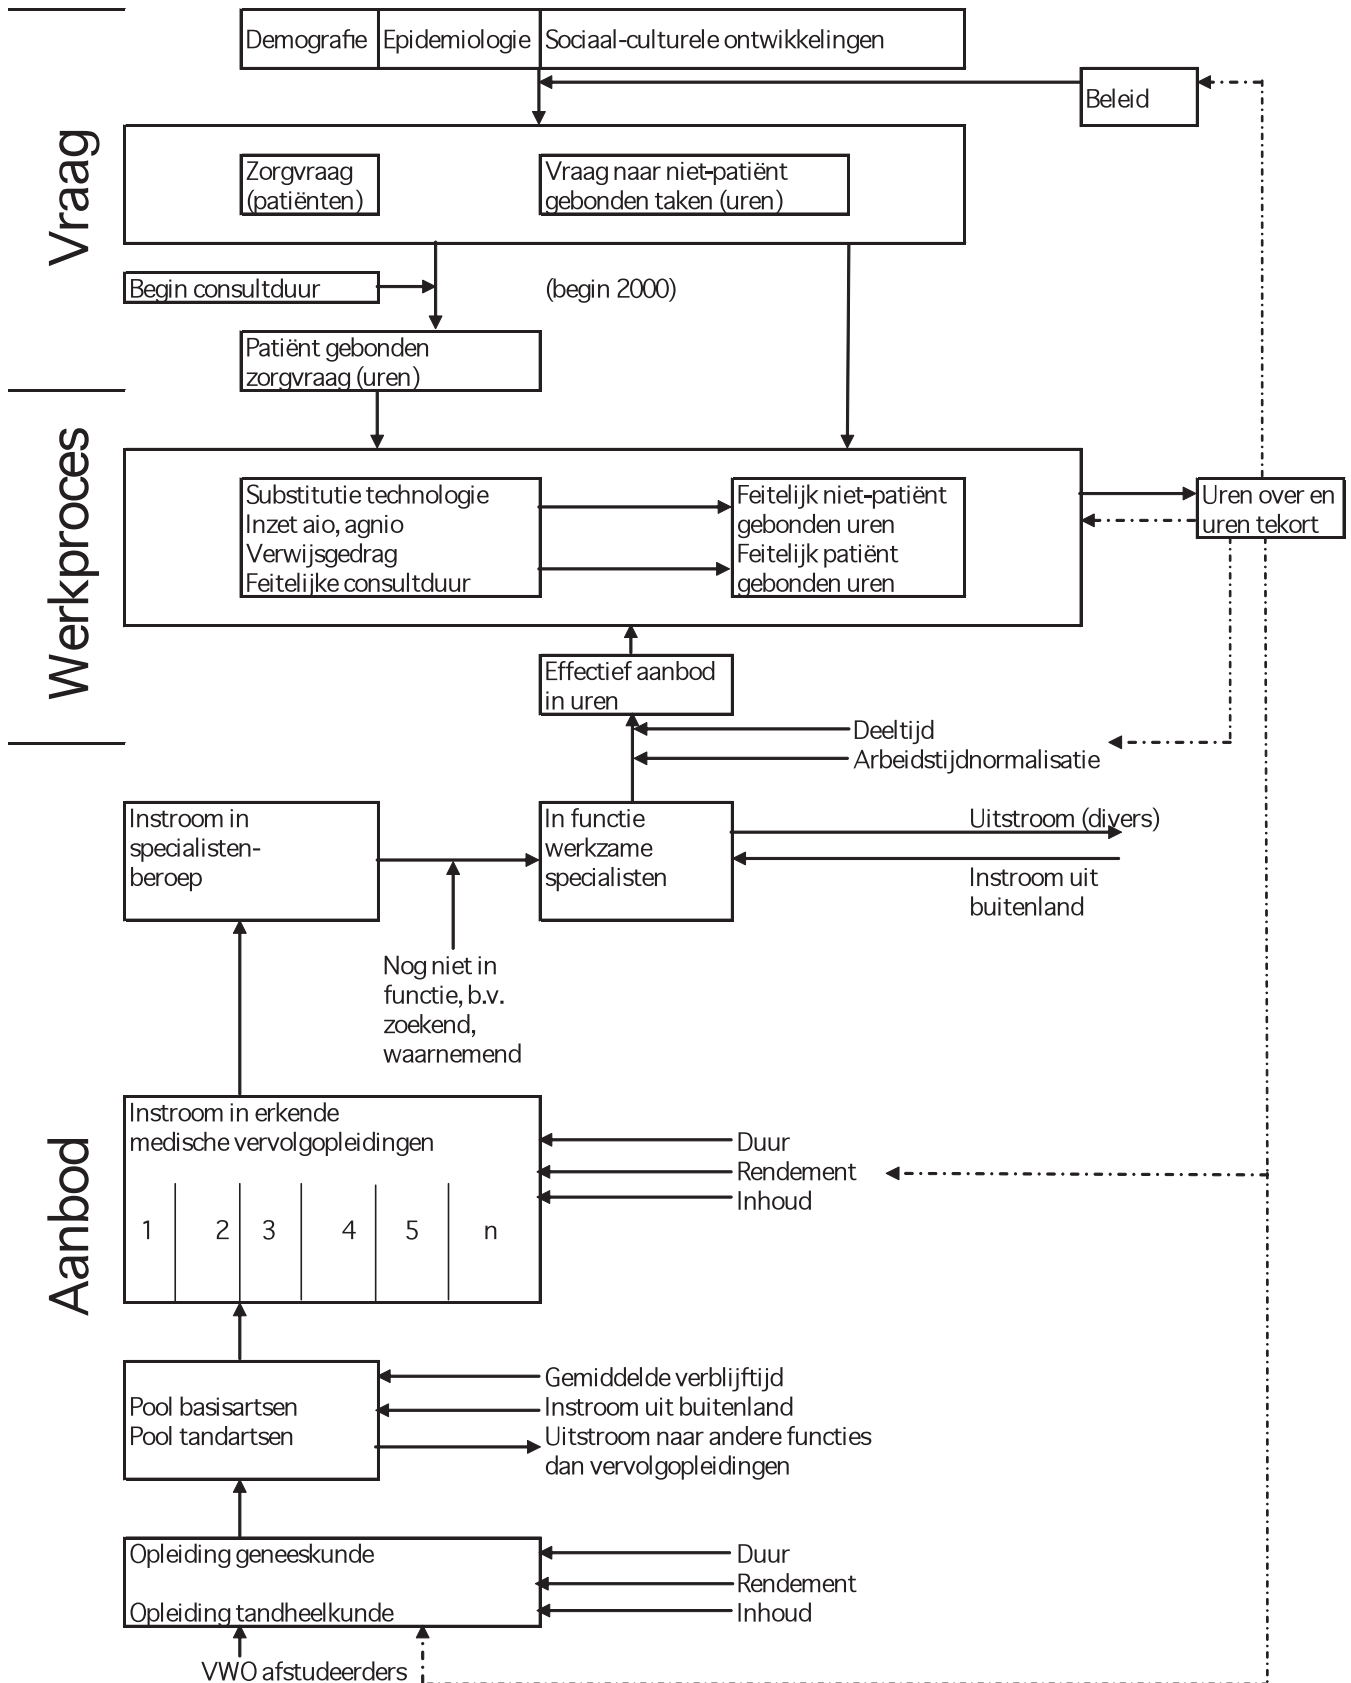 Demografie Epidemiologie Sociaal-culturele ontwikkelingen
Beleid
Vraag
Zorgvraag
(patiënten)
Vraag naar niet-patiënt
gebonden taken (uren)
Begin consultduur
(begin 2000)
Patiënt gebonden
zorgvraag (uren)
Werkproces
Substitutie technologie
Inzet aio, agnio
Verwijsgedrag
Feitelijke consultduur
Feitelijk niet-patiënt
gebonden uren
Feitelijk patiënt
gebonden uren
Uren over en
uren tekort
Effectief aanbod
in uren
Deeltijd
Arbeidstijdnormalisatie
Aanbod
Instroom in
specialisten-
beroep
In functie
werkzame
specialisten
Uitstroom (divers)
Instroom uit
buitenland
Nog niet in
functie, b.v.
zoekend,
waarnemend
Instroom in erkende
medische vervolgopleidingen
1 2 3 4 5 n
Duur
Rendement
Inhoud
Pool basisartsen
Pool tandartsen
Gemiddelde verblijftijd
Instroom uit buitenland
Uitstroom naar andere functies
dan vervolgopleidingen
Opleiding geneeskunde
Opleiding tandheelkunde
Duur
Rendement
Inhoud
VWO afstudeerders